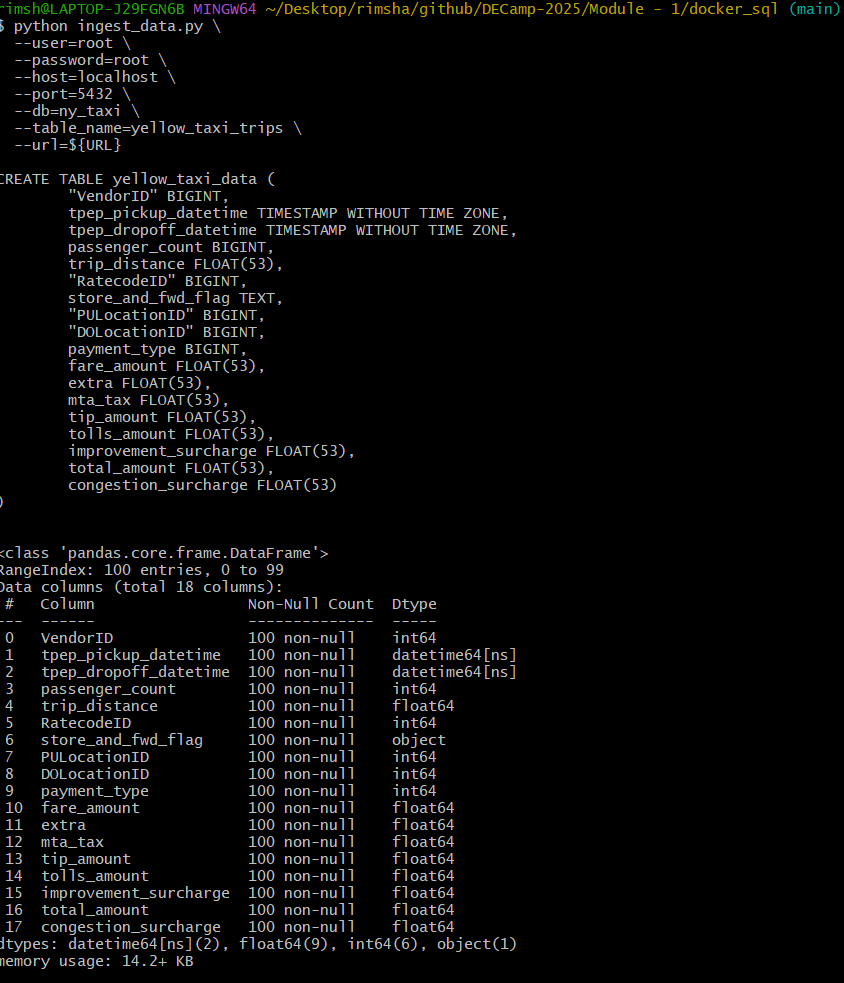 rimsh@LAPTOP-J29FGN6B MINGW64 ~/Desktop/rimsha/github/DECamp-2025/Module - 1/docker_sql (main)
$ python ingest_data.py \
  --user=root \
  --password=root \
  --host=localhost \
  --port=5432 \
  --db=ny_taxi \
  --table_name=yellow_taxi_trips \
  --url=${URL}

CREATE TABLE yellow_taxi_data (
        "VendorID" BIGINT,
        tpep_pickup_datetime TIMESTAMP WITHOUT TIME ZONE,
        tpep_dropoff_datetime TIMESTAMP WITHOUT TIME ZONE,
        passenger_count BIGINT,
        trip_distance FLOAT(53),
        "RatecodeID" BIGINT,
        store_and_fwd_flag TEXT,
        "PULocationID" BIGINT,
        "DOLocationID" BIGINT,
        payment_type BIGINT,
        fare_amount FLOAT(53),
        extra FLOAT(53),
        mta_tax FLOAT(53),
        tip_amount FLOAT(53),
        tolls_amount FLOAT(53),
        improvement_surcharge FLOAT(53),
        total_amount FLOAT(53),
        congestion_surcharge FLOAT(53)
)

<class 'pandas.core.frame.DataFrame'>
RangeIndex: 100 entries, 0 to 99
Data columns (total 18 columns):
 #   Column                 Non-Null Count  Dtype
---  ------                 --------------  -----
 0   VendorID               100 non-null    int64
 1   tpep_pickup_datetime   100 non-null    datetime64[ns]
 2   tpep_dropoff_datetime  100 non-null    datetime64[ns]
 3   passenger_count        100 non-null    int64
 4   trip_distance          100 non-null    float64
 5   RatecodeID             100 non-null    int64
 6   store_and_fwd_flag     100 non-null    object
 7   PULocationID           100 non-null    int64
 8   DOLocationID           100 non-null    int64
 9   payment_type           100 non-null    int64
 10  fare_amount            100 non-null    float64
 11  extra                  100 non-null    float64
 12  mta_tax                100 non-null    float64
 13  tip_amount             100 non-null    float64
 14  tolls_amount           100 non-null    float64
 15  improvement_surcharge  100 non-null    float64
 16  total_amount           100 non-null    float64
 17  congestion_surcharge   100 non-null    float64
dtypes: datetime64[ns](2), float64(9), int64(6), object(1)
memory usage: 14.2+ KB